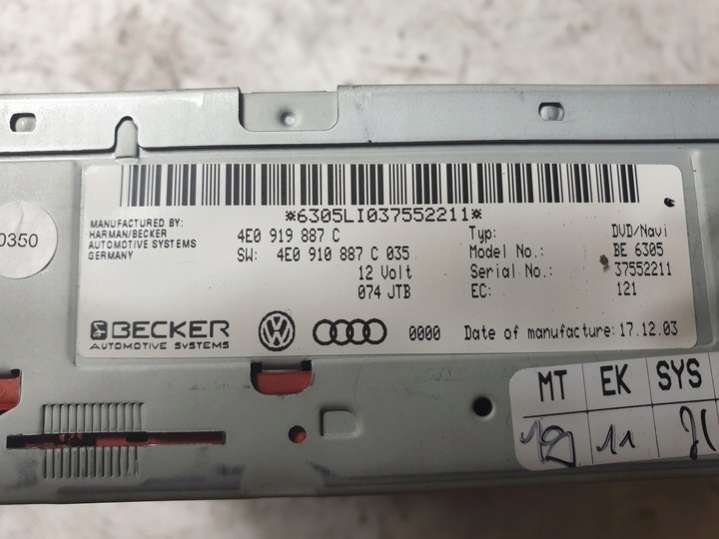 *6305LI037552211*
MANUFACTURED BY:
HARMAN/BECKER
AUTOMOTIVE SYSTEMS
GERMANY
4E0 919 887 C
SW: 4E0 910 887 C 035
12 Volt
074 JTB
Typ: DVD/Navi
Model No.: BE 6305
Serial No.: 37552211
EC: 121
BECKER
AUTOMOTIVE SYSTEMS
0000 Date of manufacture: 17.12.03
0350
MT EK SYS
11